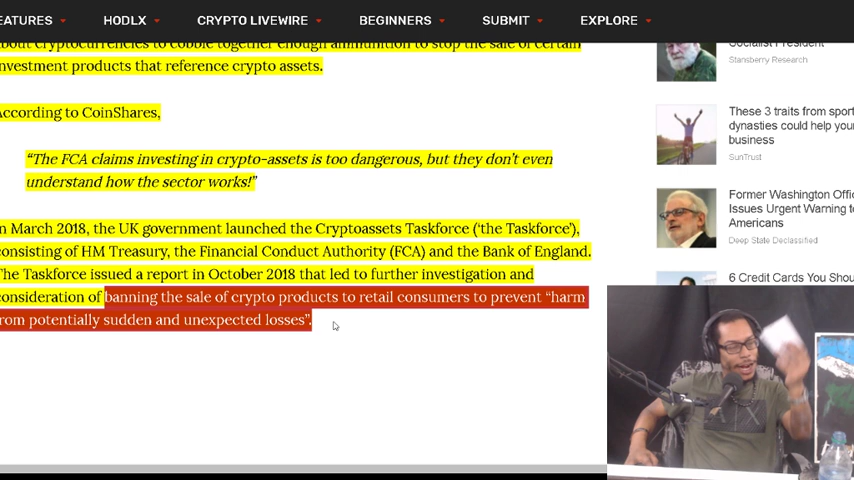 EATURES HODLX CRYPTO LIVEWIRE BEGINNERS SUBMIT EXPLORE
about cryptocurrencies to cobble together enough ammunition to stop the sale of certain
nvestment products that reference crypto assets.
According to CoinShares,
“The FCA claims investing in crypto-assets is too dangerous, but they don’t even
understand how the sector works!”
n March 2018, the UK government launched the Cryptoassets Taskforce (‘the Taskforce’),
consisting of HM Treasury, the Financial Conduct Authority (FCA) and the Bank of England.
The Taskforce issued a report in October 2018 that led to further investigation and
consideration of banning the sale of crypto products to retail consumers to prevent “harm
rom potentially sudden and unexpected losses”.
Socialist President
Stansberry Research
These 3 traits from sport
dynasties could help your
business
SunTrust
Former Washington Offic
Issues Urgent Warning to
Americans
Deep State Declassified
6 Credit Cards You Shou